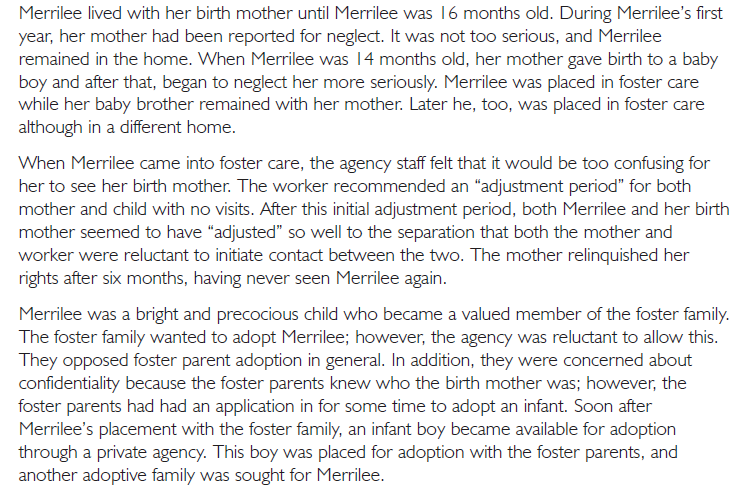 Merrilee lived with her birth mother until Merrilee was 16 months old. During Merrilee’s first
year, her mother had been reported for neglect. It was not too serious, and Merrilee
remained in the home. When Merrilee was 14 months old, her mother gave birth to a baby
boy and after that, began to neglect her more seriously. Merrilee was placed in foster care
while her baby brother remained with her mother. Later he, too, was placed in foster care
although in a different home.
When Merrilee came into foster care, the agency staff felt that it would be too confusing for
her to see her birth mother. The worker recommended an “adjustment period” for both
mother and child with no visits. After this initial adjustment period, both Merrilee and her birth
mother seemed to have “adjusted” so well to the separation that both the mother and
worker were reluctant to initiate contact between the two. The mother relinquished her
rights after six months, having never seen Merrilee again.
Merrilee was a bright and precocious child who became a valued member of the foster family.
The foster family wanted to adopt Merrilee; however, the agency was reluctant to allow this.
They opposed foster parent adoption in general. In addition, they were concerned about
confidentiality because the foster parents knew who the birth mother was; however, the
foster parents had had an application in for some time to adopt an infant. Soon after
Merrilee’s placement with the foster family, an infant boy became available for adoption
through a private agency. This boy was placed for adoption with the foster parents, and
another adoptive family was sought for Merrilee.